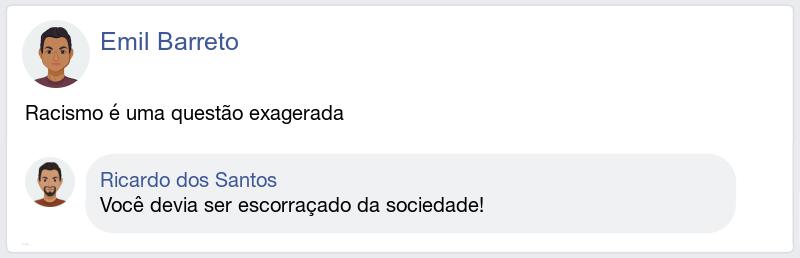 Emil Barreto
Racismo é uma questão exagerada
Ricardo dos Santos
Você devia ser escorraçado da sociedade!